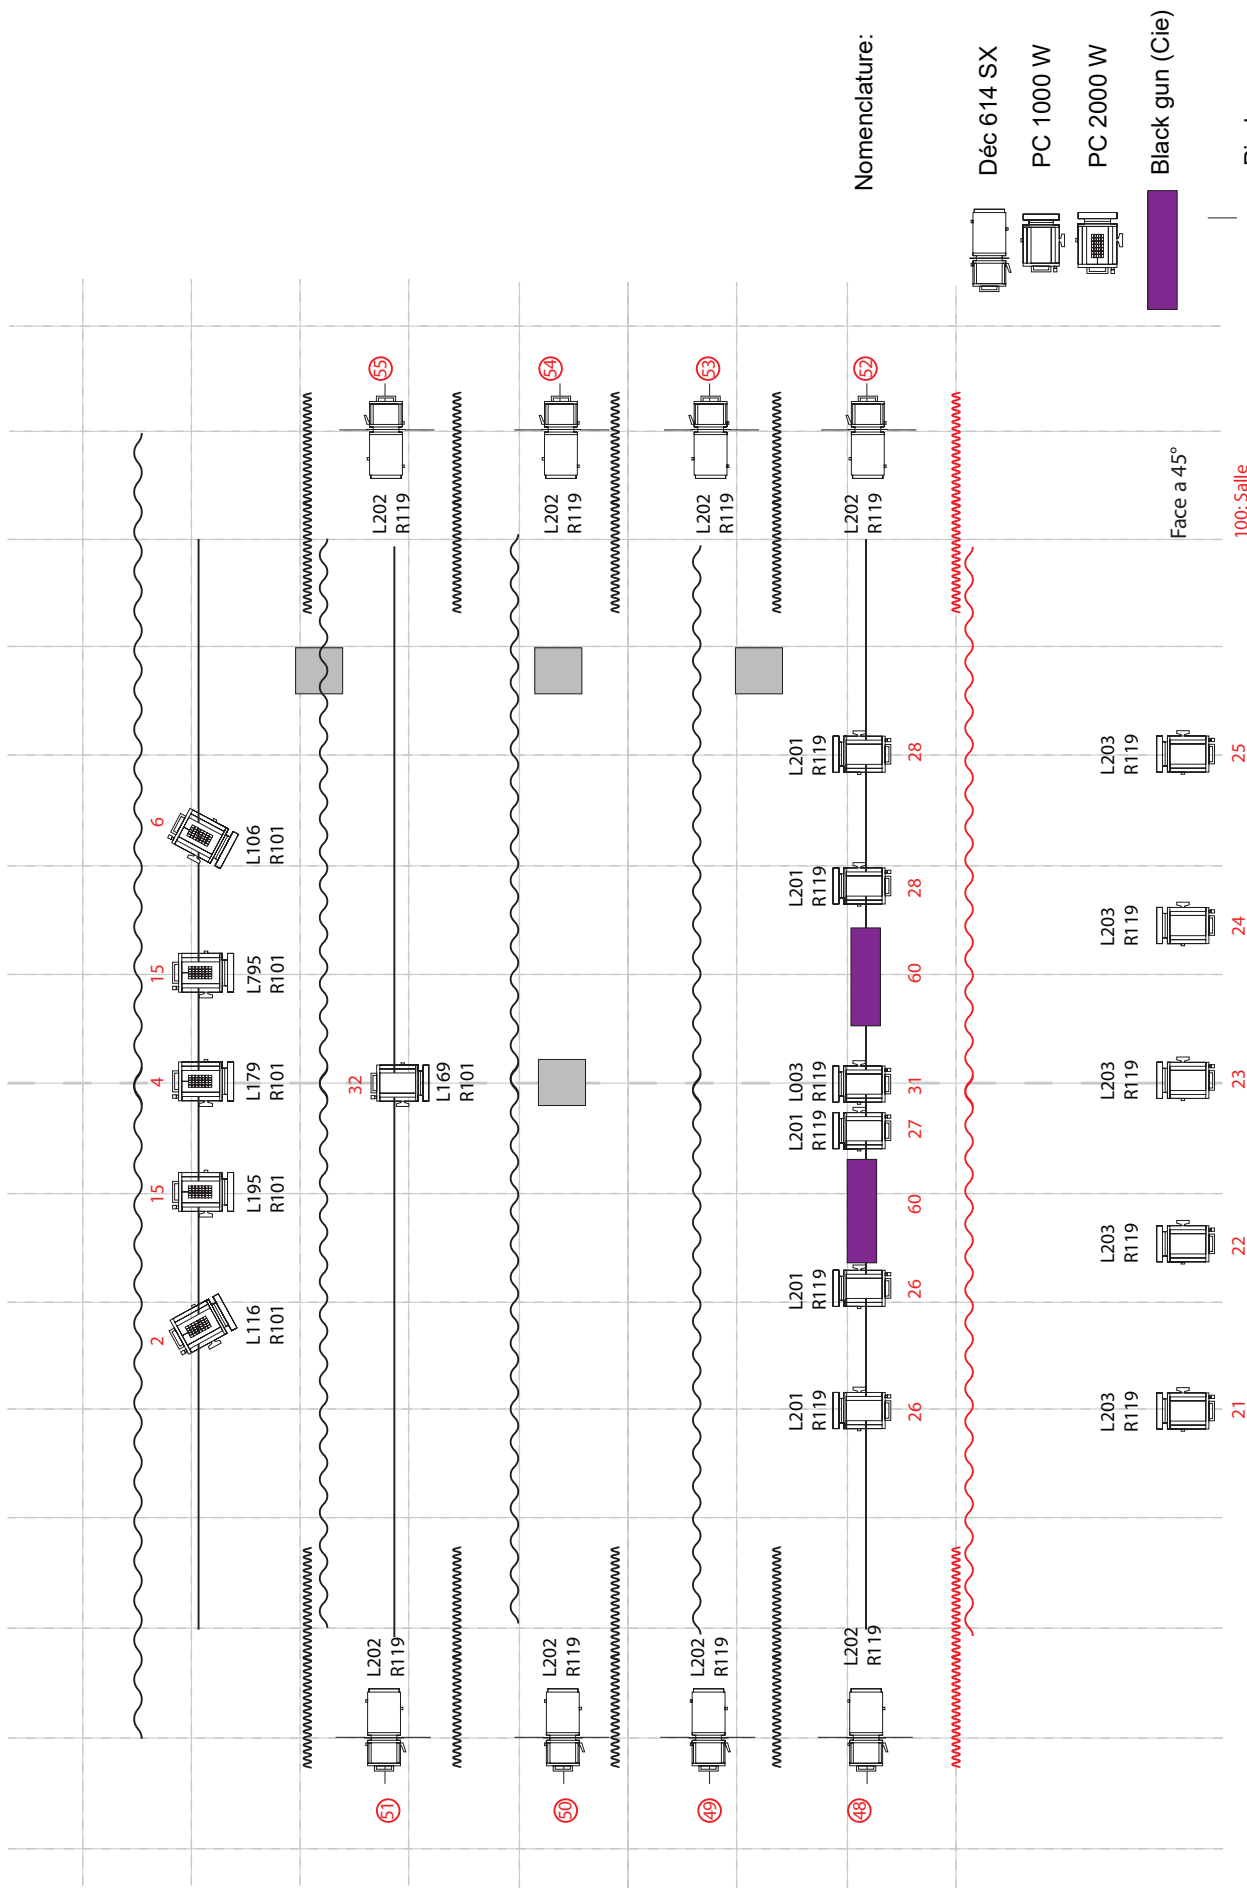 2
15
4
15
6
L116
R101
L195
R101
L179
R101
L795
R101
L106
R101
51
L202
R119
32
L169
R101
L202
R119
55
50
L202
R119
L202
R119
54
49
L202
R119
L202
R119
53
48
L202
R119
L201
R119
L201
R119
L201
R119
L003
R119
L201
R119
L201
R119
L202
R119
52
26
26
60
27
31
60
28
28
L203
R119
L203
R119
L203
R119
L203
R119
L203
R119
21
22
23
24
25
Face a 45°
100: Salle
Nomenclature:
Déc 614 SX
PC 1000 W
PC 2000 W
Black gun (Cie)